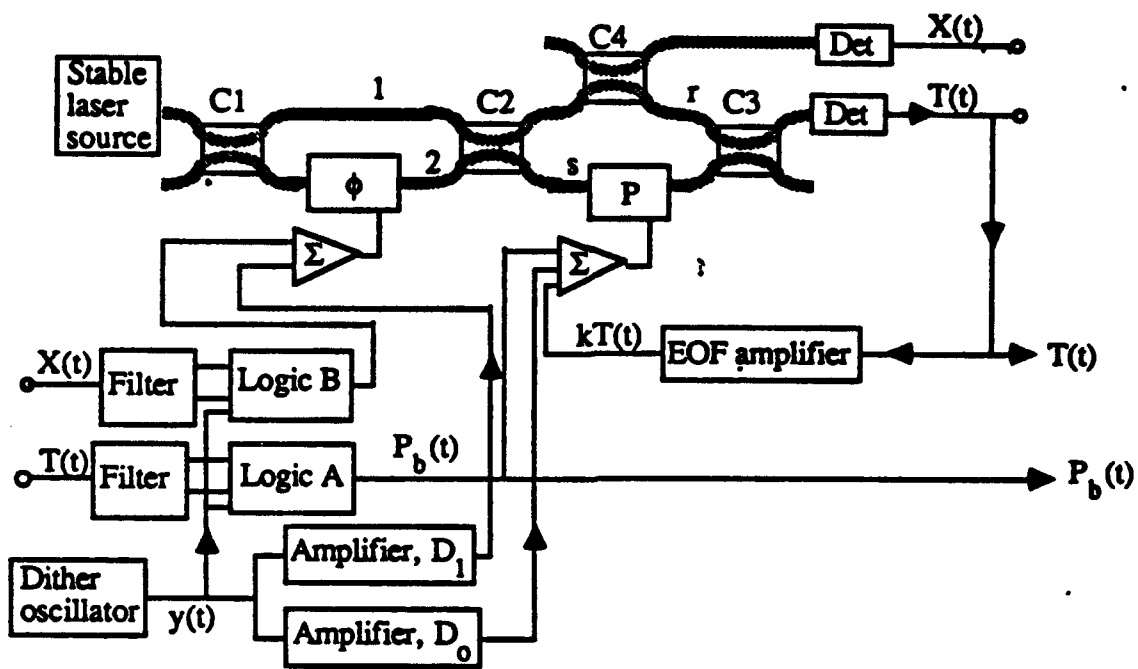 C4
Det
X(t)
Stable
laser
source
C1
1
C2
r
C3
Det
T(t)
2
s
ϕ
P
Σ
Σ
?
kT(t)
EOF amplifier
T(t)
X(t)
Filter
Logic B
T(t)
Filter
Logic A
P_b(t)
P_b(t)
Amplifier, D_1
Dither
oscillator
y(t)
Amplifier, D_o